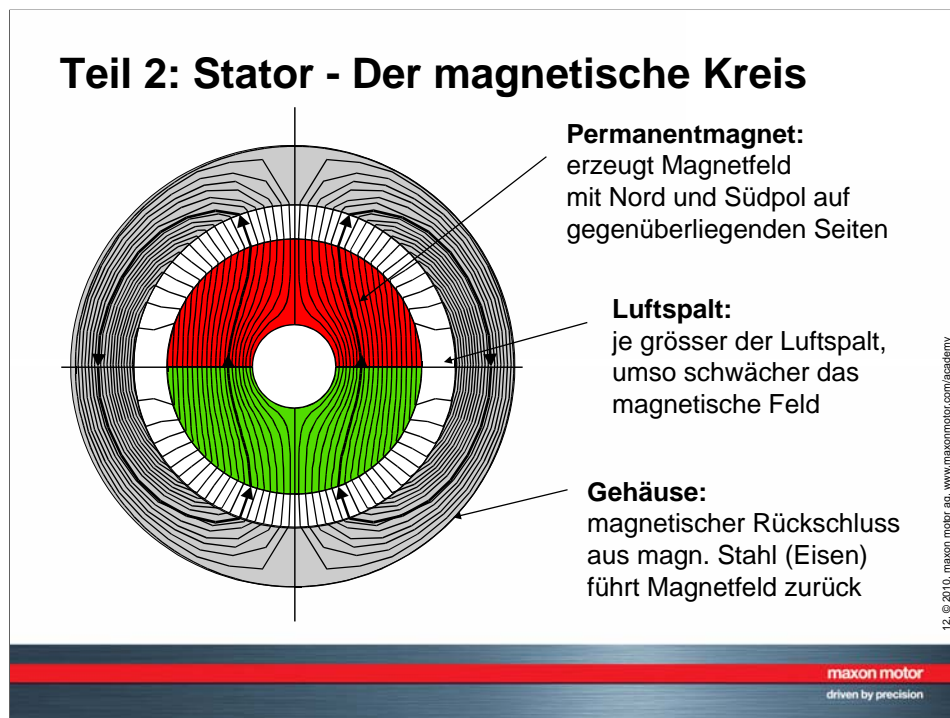 Teil 2: Stator - Der magnetische Kreis
Permanentmagnet:
erzeugt Magnetfeld
mit Nord und Südpol auf
gegenüberliegenden Seiten
Luftspalt:
je grösser der Luftspalt,
umso schwächer das
magnetische Feld
Gehäuse:
magnetischer Rückschluss
aus magn. Stahl (Eisen)
führt Magnetfeld zurück
12, © 2010, maxon motor ag, www.maxonmotor.com/academy
maxon motor
driven by precision